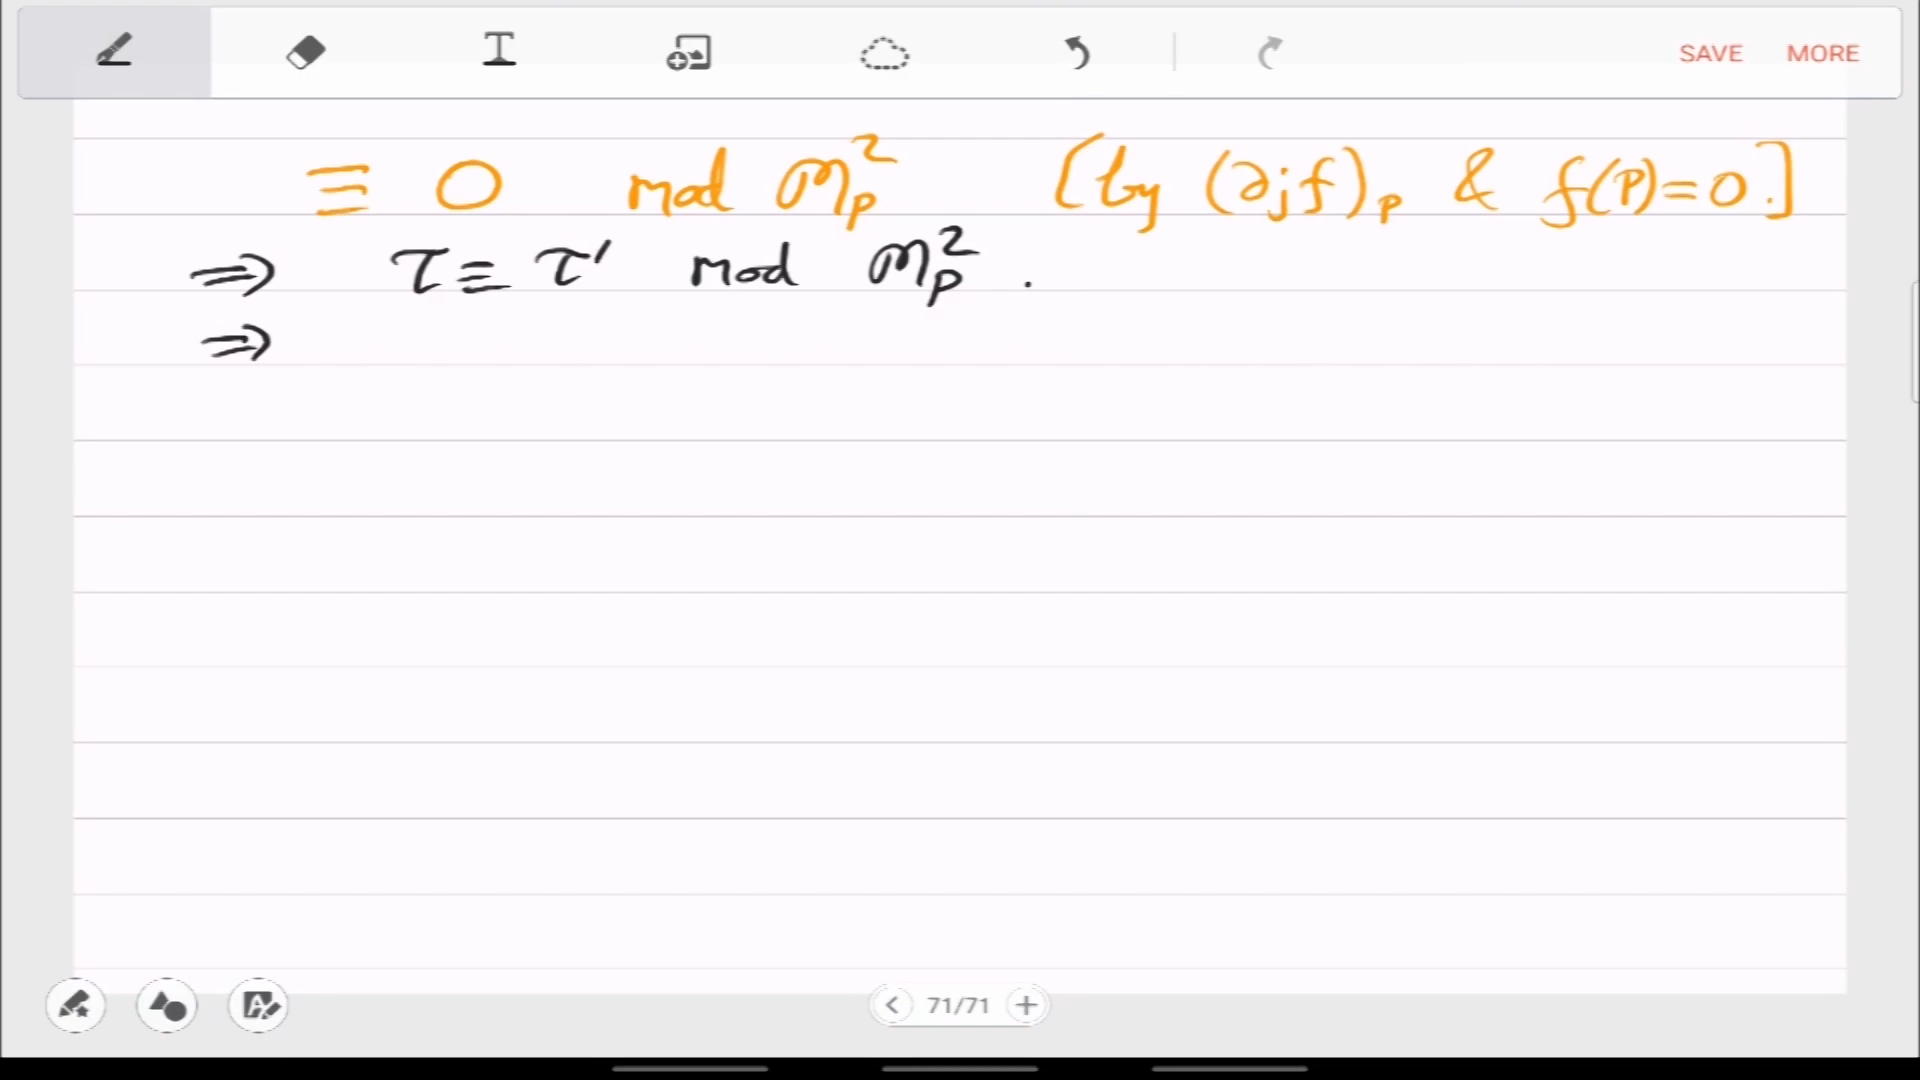 SAVE MORE
≡ 0 mod 𝓂_p^2 [by (∂_j f)_p & f(P)=0.]
⇒ τ ≡ τ' mod 𝓂_p^2 .
⇒
71/71